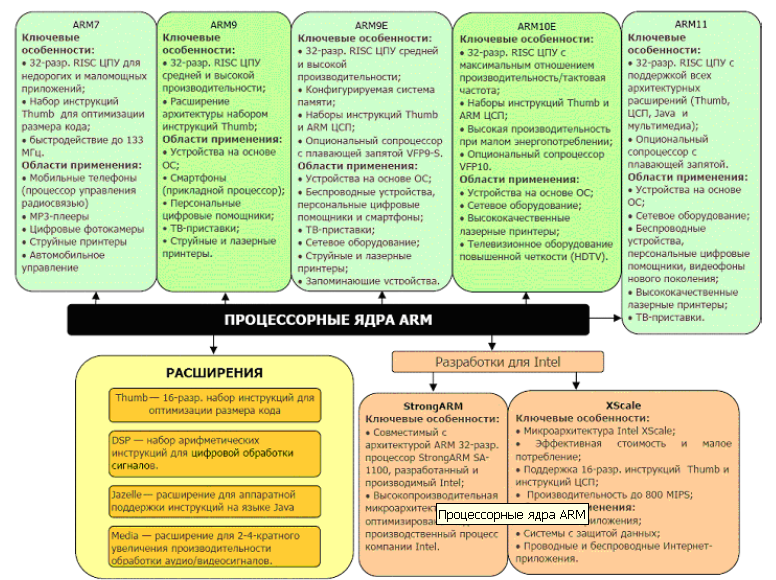 ARM7
Ключевые
особенности:
• 32-разр. RISC ЦПУ для
недорогих и маломощных
приложений;
• Набор инструкций
Thumb для оптимизации
размера кода;
• быстродействие до 133
МГц.
Области применения:
• Мобильные телефоны
(процессор управления
радиосвязью)
• MP3-плееры
• Цифровые фотокамеры
• Струйные принтеры
• Автомобильное
управление
ARM9
Ключевые
особенности:
• 32-разр. RISC ЦПУ
средней и высокой
производительности;
• Расширение
архитектуры набором
инструкций Thumb;
Области применения:
• Устройства на основе
ОС;
• Смартфоны
(прикладной процессор);
• Персональные
цифровые помощники;
• ТВ-приставки;
• Струйные и лазерные
принтеры.
ARM9E
Ключевые особенности:
• 32-разр. RISC ЦПУ средней
и высокой
производительности;
• Конфигурируемая система
памяти;
• Наборы инструкций Thumb
и ARM ЦСП;
• Опциональный сопроцессор
с плавающей запятой VFP9-S.
Области применения:
• Устройства на основе ОС;
• Беспроводные устройства,
персональные цифровые
помощники и смартфоны;
• ТВ-приставки;
• Сетевое оборудование;
• Струйные и лазерные
принтеры;
• Запоминающие устройства.
ARM10E
Ключевые особенности:
• 32-разр. RISC ЦПУ с
максимальным отношением
производительность/тактовая
частота;
• Наборы инструкций Thumb и
ARM ЦСП;
• Высокая производительность
при малом энергопотреблении;
• Опциональный сопроцессор
VFP10.
Области применения:
• Устройства на основе ОС;
• Сетевое оборудование;
• Высококачественные
лазерные принтеры;
• Телевизионное оборудование
повышенной четкости (HDTV).
ARM11
Ключевые
особенности:
• 32-разр. RISC ЦПУ с
поддержкой всех
архитектурных
расширений (Thumb,
ЦСП, Java и
мультимедиа);
• Опциональный
сопроцессор с
плавающей запятой.
Области применения:
• Устройства на основе
ОС;
• Сетевое оборудование;
• Беспроводные
устройства,
персональные цифровые
помощники, видеофоны
нового поколения;
• Высококачественные
лазерные принтеры;
• ТВ-приставки.
ПРОЦЕССОРНЫЕ ЯДРА ARM
РАСШИРЕНИЯ
Thumb— 16-разр. набор инструкций для
оптимизации размера кода
DSP — набор арифметических
инструкций для цифровой обработки
сигналов.
Jazelle— расширение для аппаратной
поддержки инструкций на языке Java
Media — расширение для 2-4-кратного
увеличения производительности
обработки аудио/видеосигналов.
Разработки для Intel
StrongARM
Ключевые особенности:
• Совместимый с
архитектурой ARM 32-разр.
процессор StrongARM SA-
1100, разработанный и
производимый Intel;
• Высокопроизводительная
микроархит
оптимизирова
производственный процесс
компании Intel.
XScale
Ключевые особенности:
• Микроархитектура Intel XScale;
• Эффективная стоимость и малое
потребление;
• Поддержка 16-разр. инструкций Thumb и
инструкций ЦСП;
• Производительность до 800 MIPS;
менения:
иложения;
• Системы с защитой данных;
• Проводные и беспроводные Интернет-
приложения.
Процессорные ядра ARM